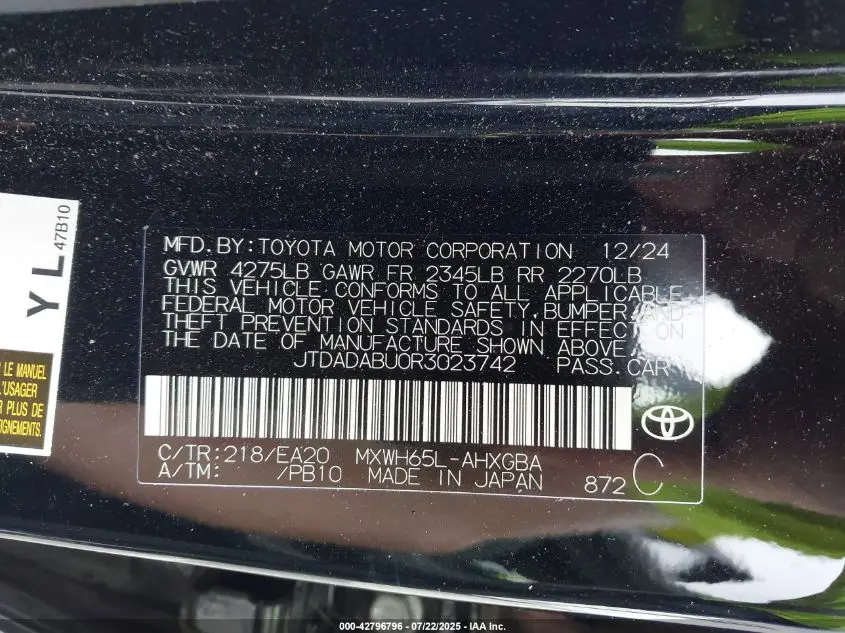 YL
47B10
MFD.BY:TOYOTA MOTOR CORPORATION 12/24
GVWR 4275LB GAWR FR 2345LB RR 2270LB
THIS VEHICLE CONFORMS TO ALL APPLICABLE
FEDERAL MOTOR VEHICLE SAFETY,BUMPER,AND
THEFT PREVENTION STANDARDS IN EFFECT ON
THE DATE OF MANUFACTURE SHOWN ABOVE.
JTDADABU0R3023742 PASS.CAR
C/TR:218/EA20 MXWH65L-AHXGBA
A/TM: /PB10 MADE IN JAPAN 872 C
LE MANUEL
L'USAGER
R PLUS DE
IGNEMENTS.
000-42796796 - 07/22/2025 - IAA Inc.